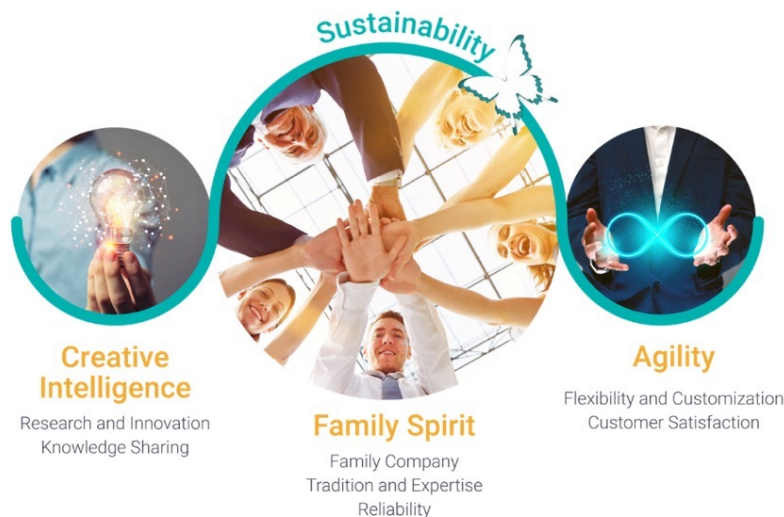 Sustainability
Creative
Intelligence
Research and Innovation
Knowledge Sharing
Family Spirit
Family Company
Tradition and Expertise
Reliability
Agility
Flexibility and Customization
Customer Satisfaction